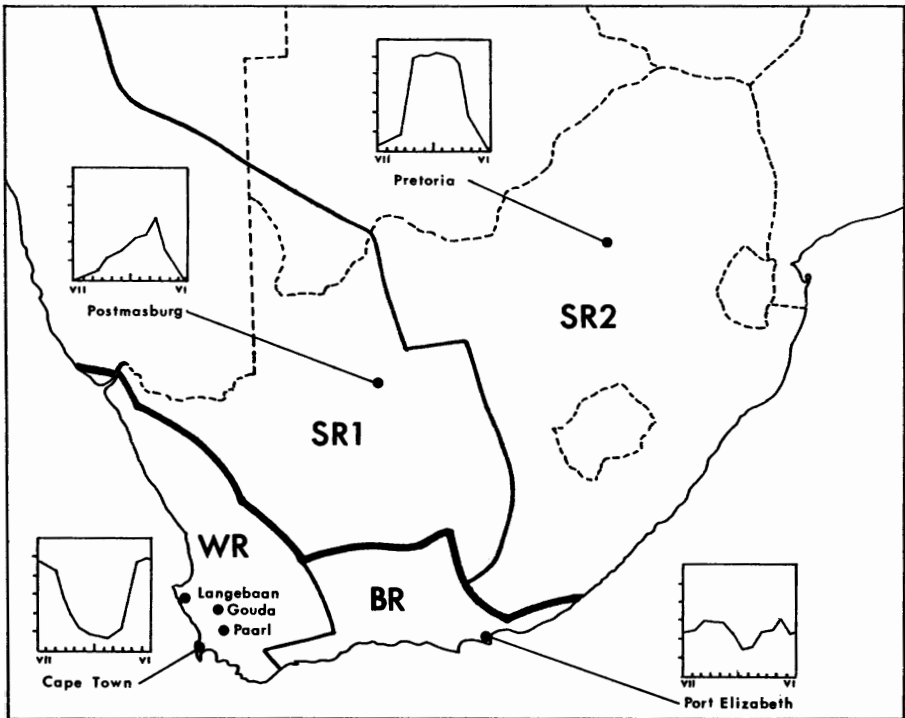 VII VI
Pretoria
VII VI
Postmasburg
SR2
SR1
WR
Langebaan
Gouda
Paarl
BR
VII VI
Cape Town
VII VI
Port Elizabeth